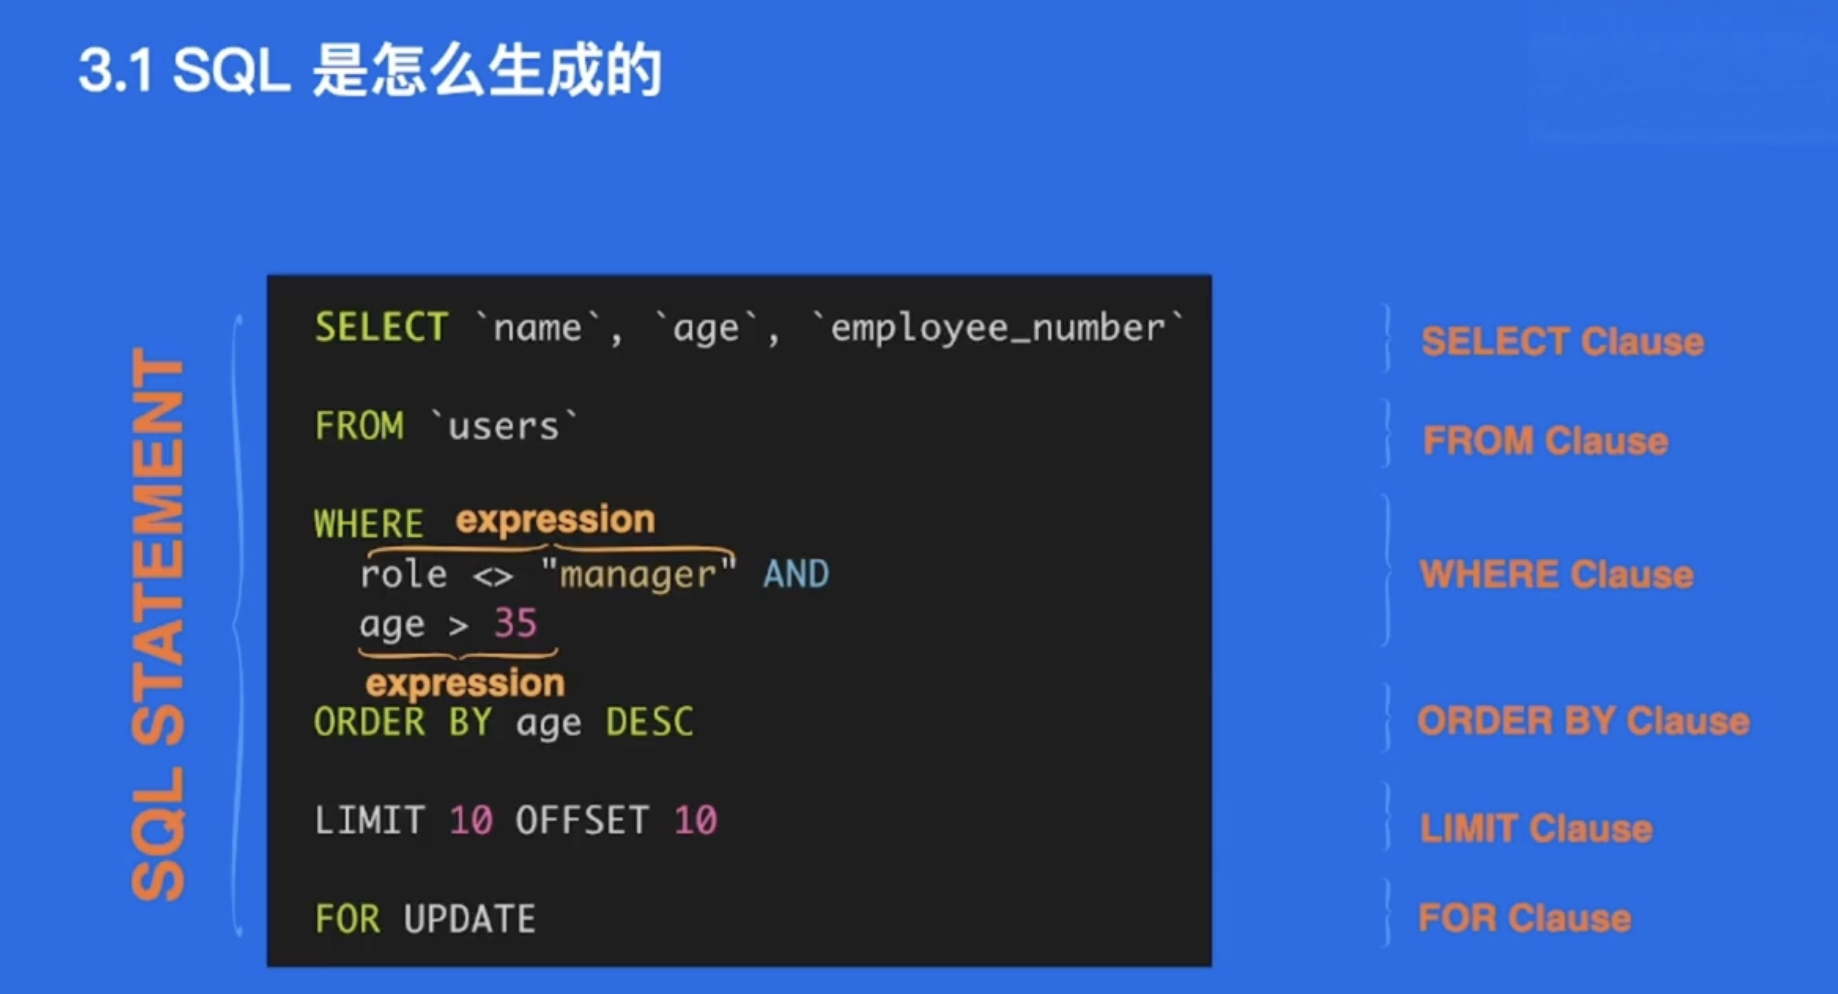 3.1 SQL 是怎么生成的
SQL STATEMENT
SELECT `name`, `age`, `employee_number`
SELECT Clause
FROM `users`
FROM Clause
WHERE expression
role <> "manager" AND
WHERE Clause
age > 35
expression
ORDER BY age DESC
ORDER BY Clause
LIMIT 10 OFFSET 10
LIMIT Clause
FOR UPDATE
FOR Clause